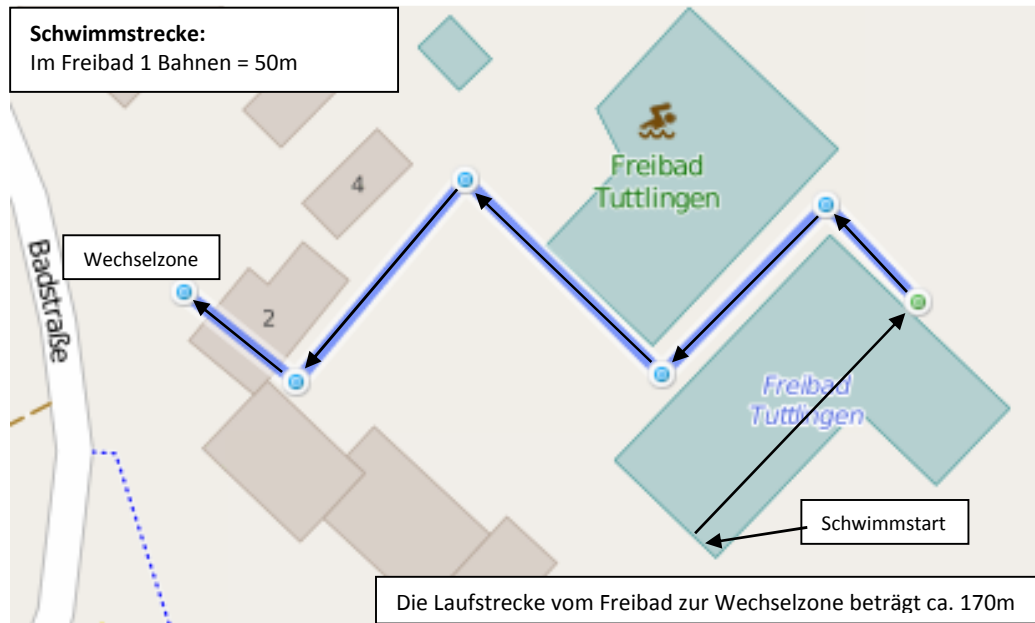 Schwimmstrecke:
Im Freibad 1 Bahnen = 50m
Freibad
Tuttlingen
4
Wechselzone
Badstraße
2
Freibad
Tuttlingen
Schwimmstart
Die Laufstrecke vom Freibad zur Wechselzone beträgt ca. 170m